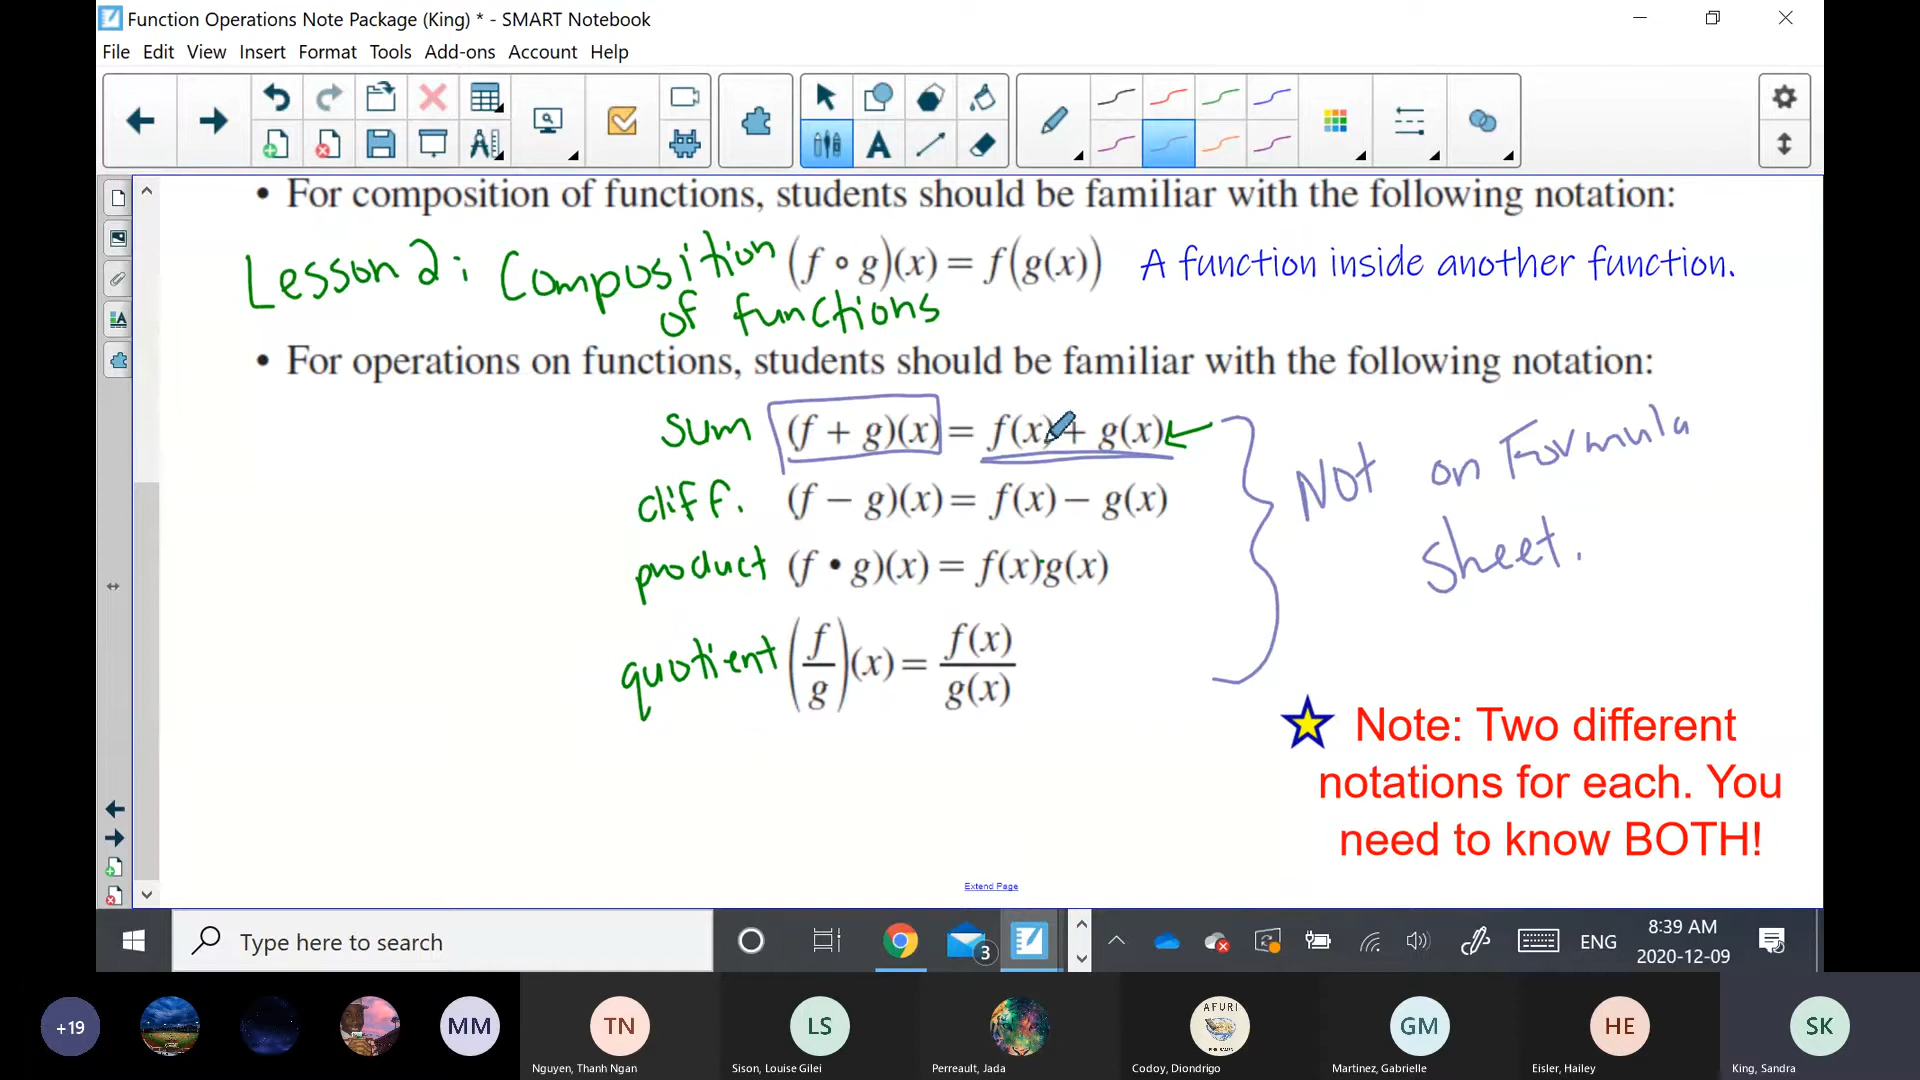 Function Operations Note Package (King) * - SMART Notebook
File Edit View Insert Format Tools Add-ons Account Help
• For composition of functions, students should be familiar with the following notation:
Lesson 2: Composition of functions
(f ∘ g)(x) = f(g(x))
A function inside another function.
• For operations on functions, students should be familiar with the following notation:
sum (f + g)(x) = f(x) + g(x)
diff. (f − g)(x) = f(x) − g(x)
product (f • g)(x) = f(x)·g(x)
quotient (f/g)(x) = f(x)/g(x)
Not on Formula
Sheet.
Note: Two different
notations for each. You
need to know BOTH!
Extend Page
Type here to search
3
ENG
8:39 AM
2020-12-09
+19
MM
TN
LS
AFURI
GM
HE
SK
Nguyen, Thanh Ngan
Sison, Louise Gilei
Perreault, Jada
Codoy, Diondrigo
Martinez, Gabrielle
Eisler, Hailey
King, Sandra